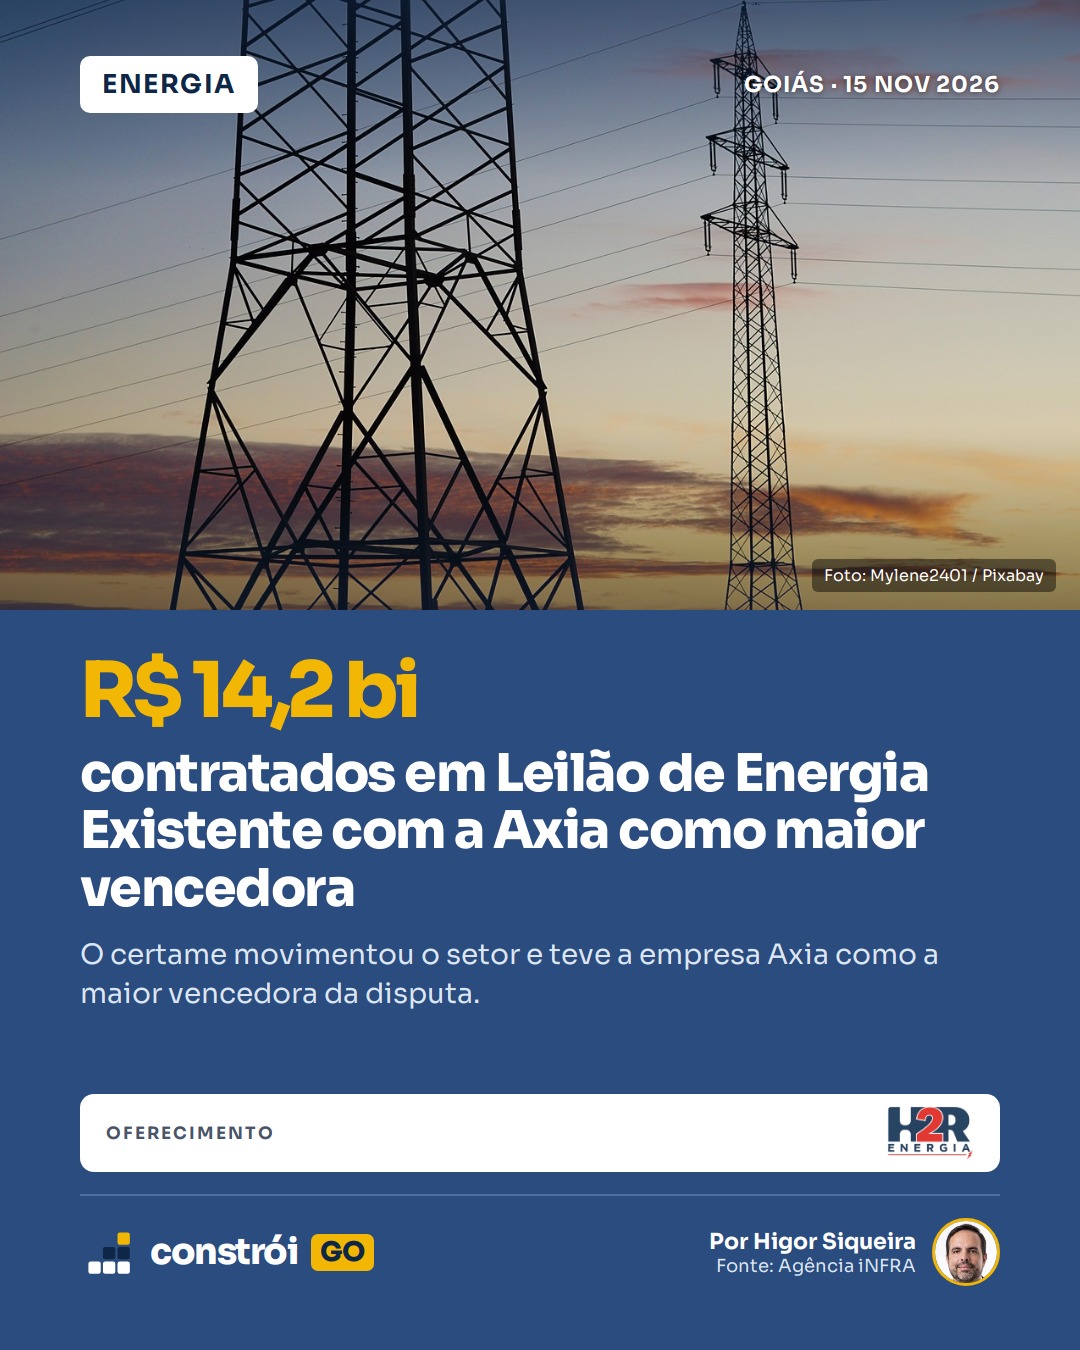 ENERGIA
GOIÁS · 15 NOV 2026
Foto: Mylene2401 / Pixabay
R$ 14,2 bi
contratados em Leilão de Energia
Existente com a Axia como maior
vencedora
O certame movimentou o setor e teve a empresa Axia como a
maior vencedora da disputa.
OFERECIMENTO
H2R
ENERGIA
constrói GO
Por Higor Siqueira
Fonte: Agência iNFRA